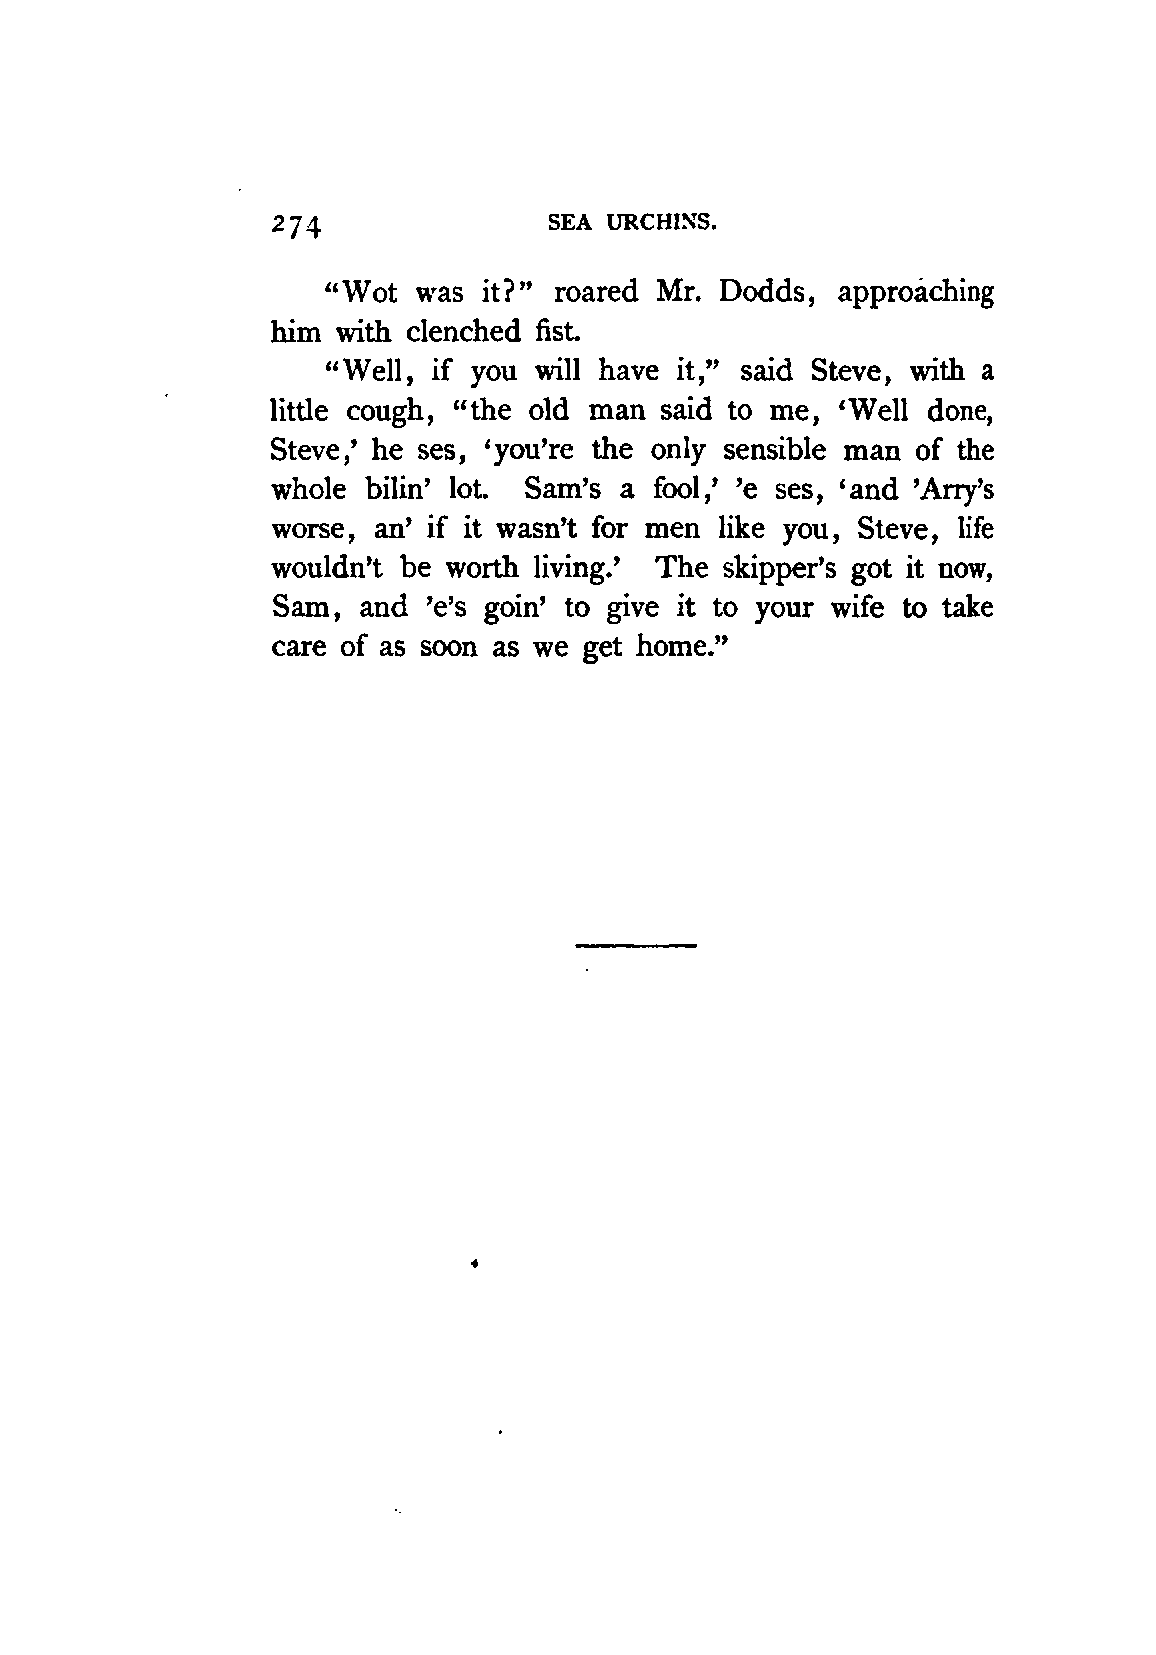 274 SEA URCHINS.
“Wot was it?” roared Mr. Dodds, approaching
him with clenched fist.
“Well, if you will have it,” said Steve, with a
little cough, “the old man said to me, ‘Well done,
Steve,’ he ses, ‘you're the only sensible man of the
whole bilin’ lot. Sam's a fool,’ ’e ses, ‘and ’Arry's
worse, an’ if it wasn't for men like you, Steve, life
wouldn't be worth living.’ The skipper's got it now,
Sam, and ’e's goin’ to give it to your wife to take
care of as soon as we get home.”